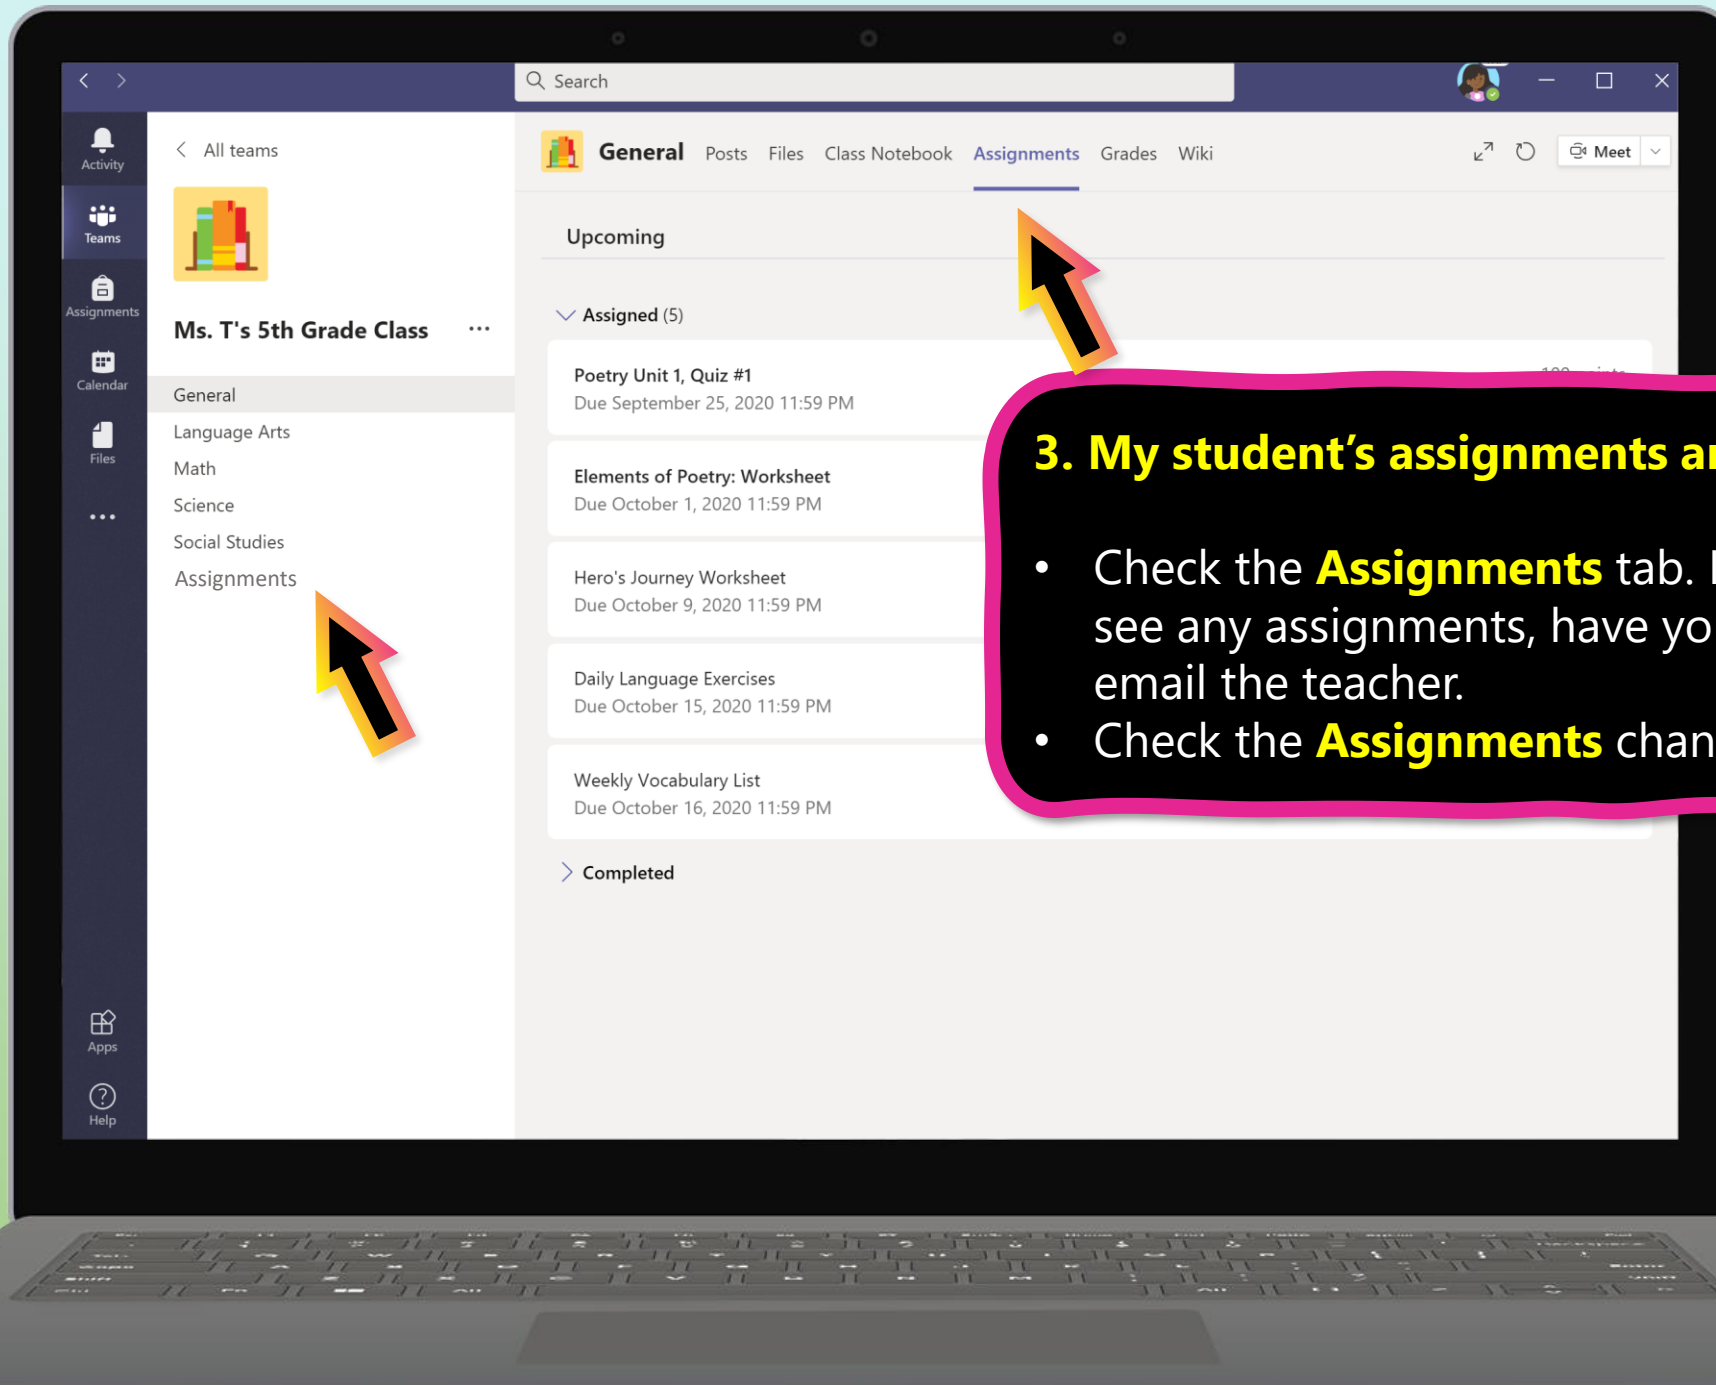 Search
Activity
Teams
Assignments
Calendar
Files
Apps
Help
All teams
Ms. T's 5th Grade Class
General
Language Arts
Math
Science
Social Studies
Assignments
General Posts Files Class Notebook Assignments Grades Wiki
Meet
Upcoming
Assigned (5)
Poetry Unit 1, Quiz #1
Due September 25, 2020 11:59 PM
Elements of Poetry: Worksheet
Due October 1, 2020 11:59 PM
Hero's Journey Worksheet
Due October 9, 2020 11:59 PM
Daily Language Exercises
Due October 15, 2020 11:59 PM
Weekly Vocabulary List
Due October 16, 2020 11:59 PM
Completed
3. My student’s assignments
• Check the Assignments tab.
see any assignments, have
email the teacher.
• Check the Assignments